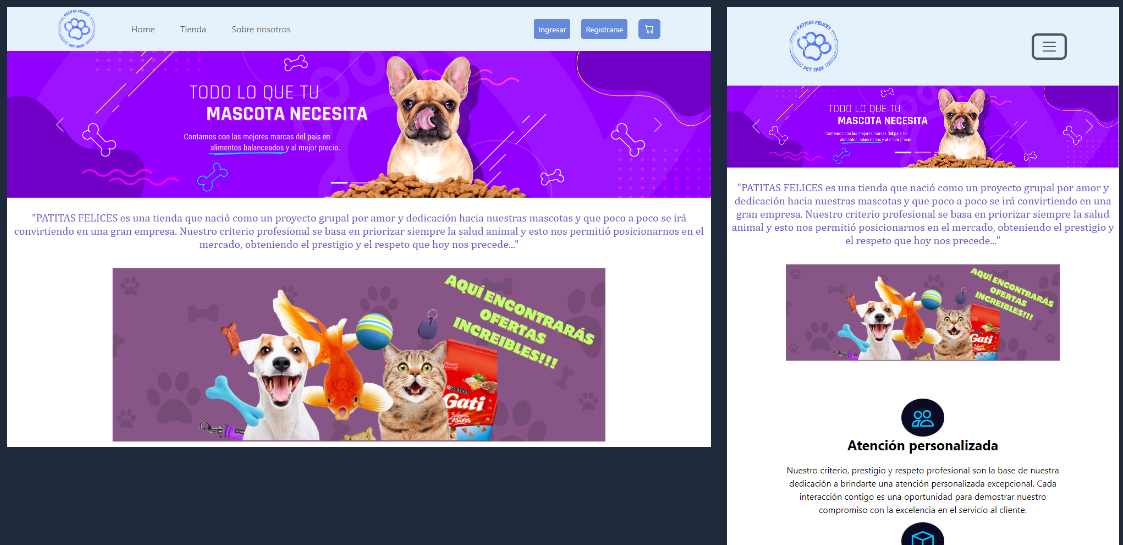 PATITAS FELICES
PET SHOP
Home
Tienda
Sobre nosotros
Ingresar
Registrarse
TODO LO QUE TU
MASCOTA NECESITA
Contamos con las mejores marcas del país en
alimentos balanceados y al mejor precio.
"PATITAS FELICES es una tienda que nació como un proyecto grupal por amor y dedicación hacia nuestras mascotas y que poco a poco se irá
convirtiendo en una gran empresa. Nuestro criterio profesional se basa en priorizar siempre la salud animal y esto nos permitió posicionarnos en el
mercado, obteniendo el prestigio y el respeto que hoy nos precede..."
AQUÍ ENCONTRARÁS
OFERTAS
INCREIBLES!!!
Gati
PATITAS FELICES
PET SHOP
TODO LO QUE TU
MASCOTA NECESITA
Contamos con las mejores marcas del país en
alimentos balanceados y al mejor precio.
"PATITAS FELICES es una tienda que nació como un proyecto grupal por amor y
dedicación hacia nuestras mascotas y que poco a poco se irá convirtiendo en una
gran empresa. Nuestro criterio profesional se basa en priorizar siempre la salud
animal y esto nos permitió posicionarnos en el mercado, obteniendo el prestigio y
el respeto que hoy nos precede..."
AQUÍ ENCONTRARÁS
OFERTAS
INCREIBLES!!!
Gati
Atención personalizada
Nuestro criterio, prestigio y respeto profesional son la base de nuestra
dedicación a brindarte una atención personalizada excepcional. Cada
interacción contigo es una oportunidad para demostrar nuestro
compromiso con la excelencia en el servicio al cliente.